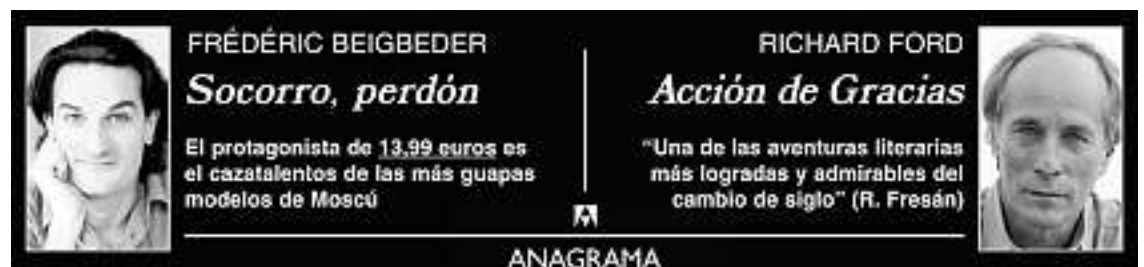 FRÉDÉRIC BEIGBEDER
Socorro, perdón
El protagonista de 13,99 euros es
el cazatalentos de las más guapas
modelos de Moscú
RICHARD FORD
Acción de Gracias
“Una de las aventuras literarias
más logradas y admirables del
cambio de siglo” (R. Fresán)
ANAGRAMA